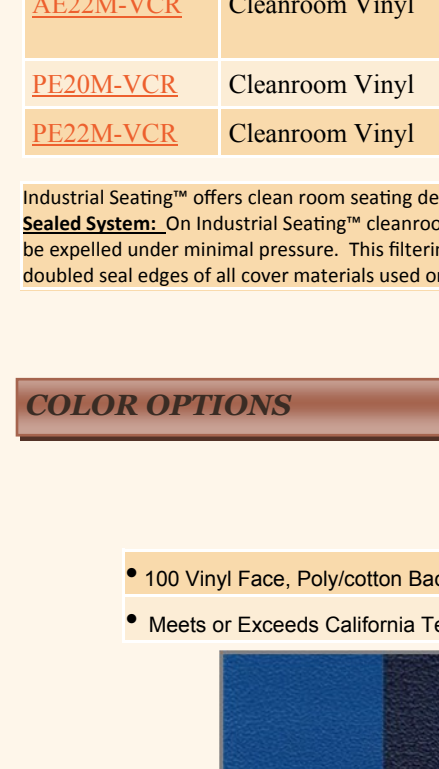 AE22M-VCR Cleanroom Vinyl
PE20M-VCR Cleanroom Vinyl
PE22M-VCR Cleanroom Vinyl
Industrial Seating™ offers clean room seating de
Sealed System: On Industrial Seating™ cleanroo
be expelled under minimal pressure. This filterin
doubled seal edges of all cover materials used o
COLOR OPTIONS
• 100 Vinyl Face, Poly/cotton Bac
• Meets or Exceeds California Te